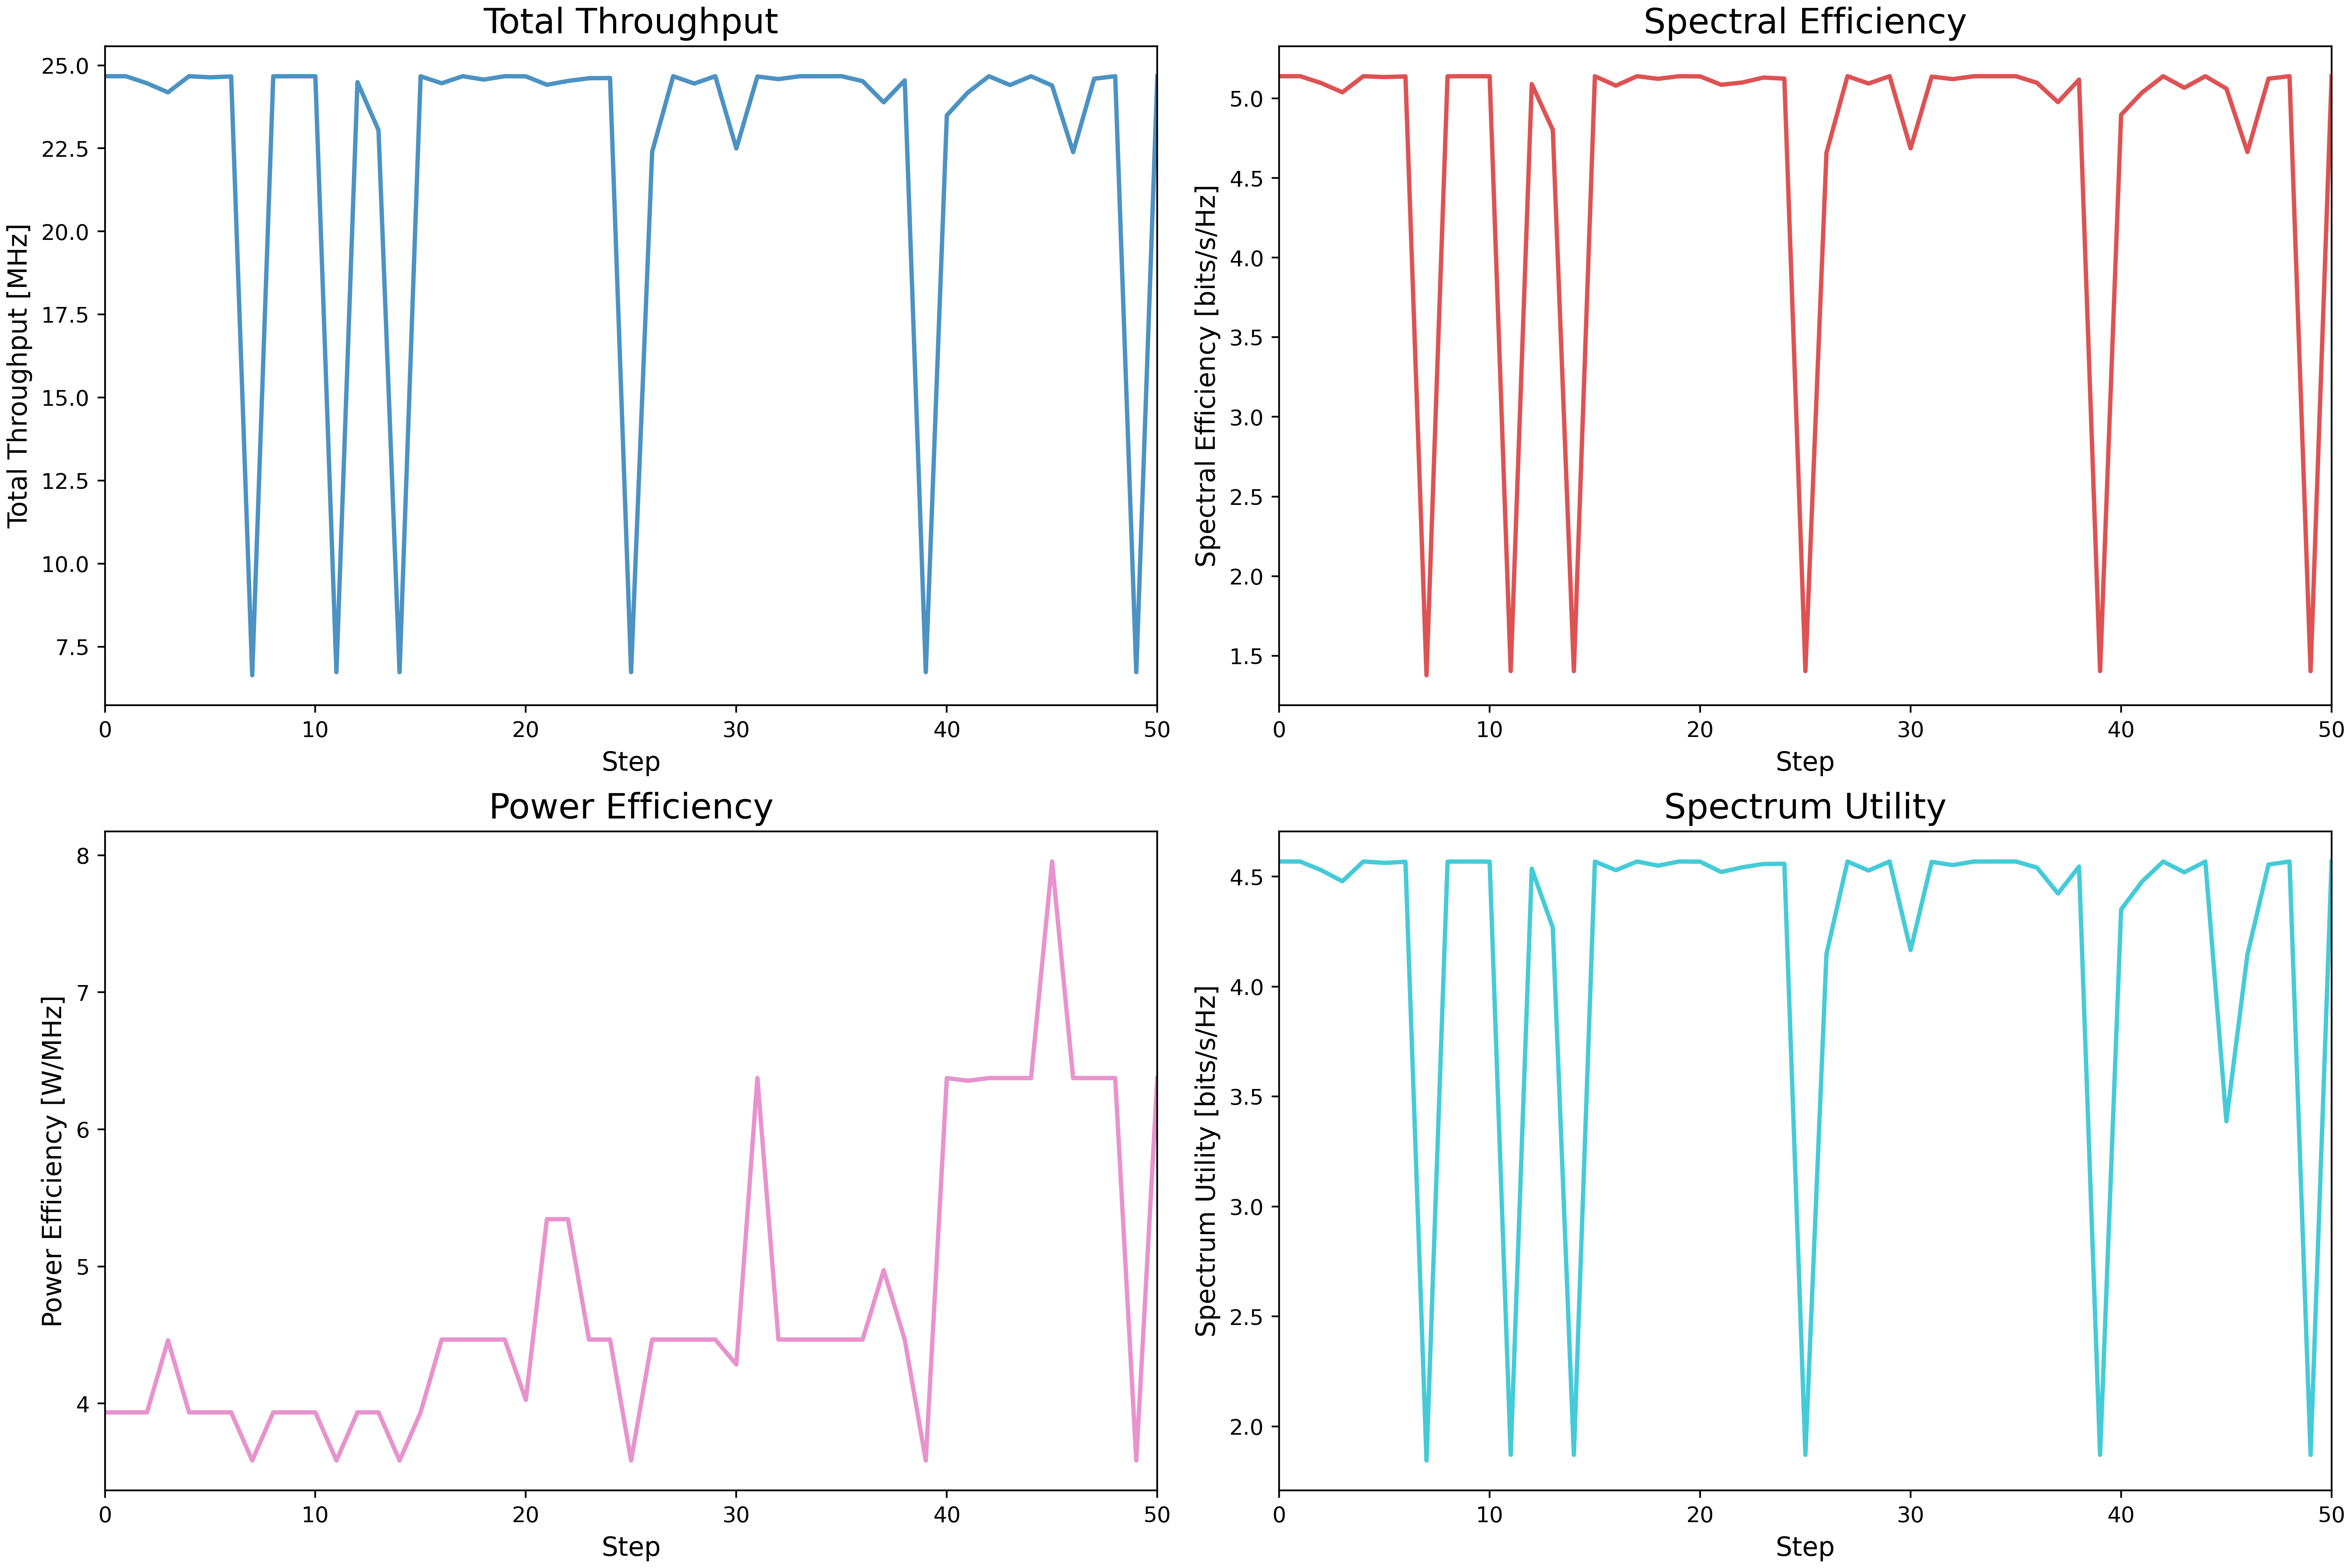 Total Throughput
Total Throughput [MHz]
25.0
22.5
20.0
17.5
15.0
12.5
10.0
7.5
0 10 20 30 40 50
Step
Spectral Efficiency
Spectral Efficiency [bits/s/Hz]
5.0
4.5
4.0
3.5
3.0
2.5
2.0
1.5
0 10 20 30 40 50
Step
Power Efficiency
Power Efficiency [W/MHz]
8
7
6
5
4
0 10 20 30 40 50
Step
Spectrum Utility
Spectrum Utility [bits/s/Hz]
4.5
4.0
3.5
3.0
2.5
2.0
0 10 20 30 40 50
Step